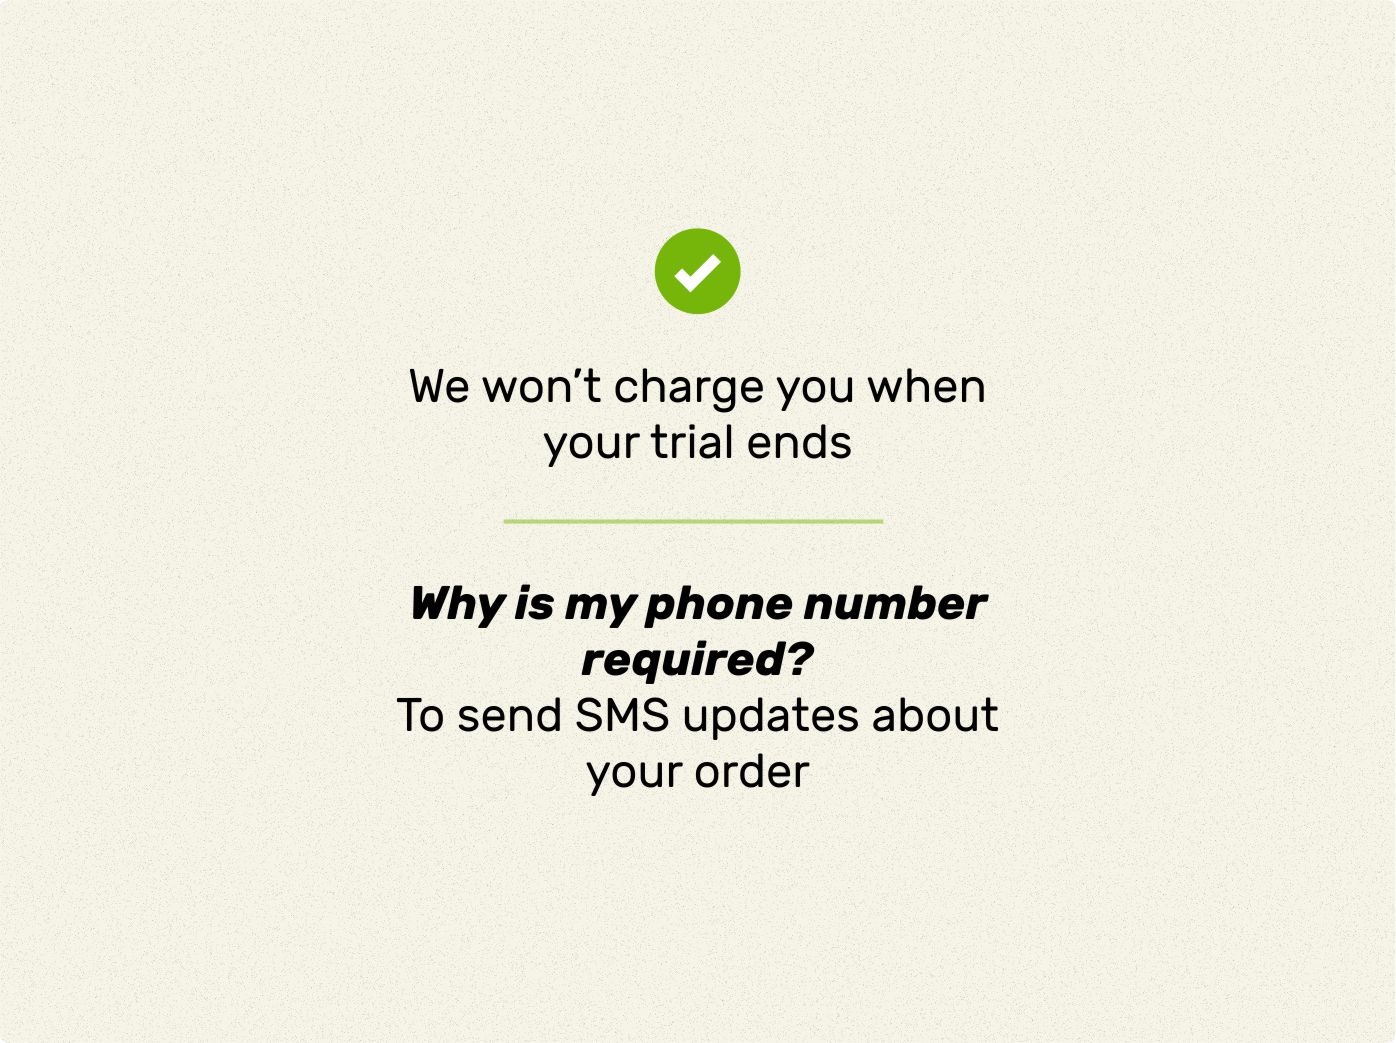 We won’t charge you when
your trial ends
Why is my phone number
required?
To send SMS updates about
your order